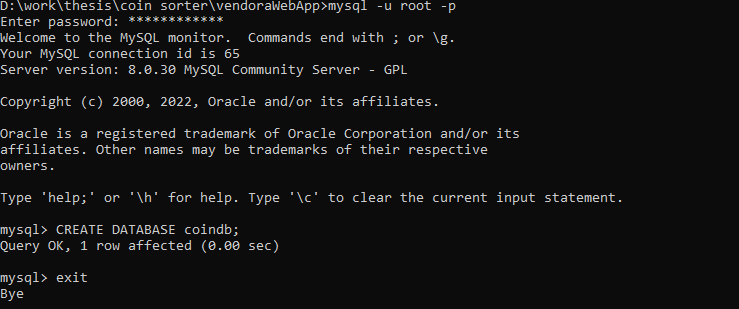 D:\work\thesis\coin sorter\vendoraWebApp>mysql -u root -p
Enter password: ************
Welcome to the MySQL monitor.  Commands end with ; or \g.
Your MySQL connection id is 65
Server version: 8.0.30 MySQL Community Server - GPL

Copyright (c) 2000, 2022, Oracle and/or its affiliates.

Oracle is a registered trademark of Oracle Corporation and/or its
affiliates. Other names may be trademarks of their respective
owners.

Type 'help;' or '\h' for help. Type '\c' to clear the current input statement.

mysql> CREATE DATABASE coindb;
Query OK, 1 row affected (0.00 sec)

mysql> exit
Bye